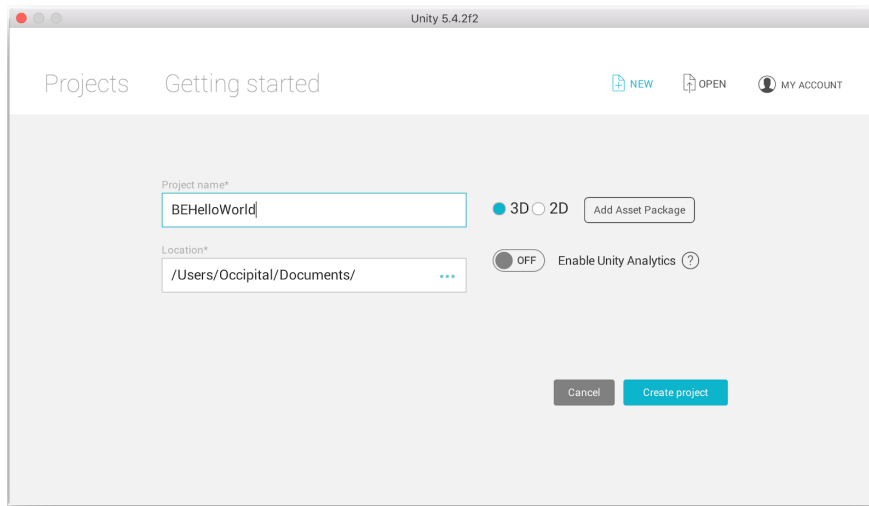 Unity 5.4.2f2
Projects Getting started NEW OPEN MY ACCOUNT
Project name*
BEHelloWorld 3D 2D Add Asset Package
Location*
/Users/Occipital/Documents/ ••• OFF Enable Unity Analytics ?
Cancel Create project